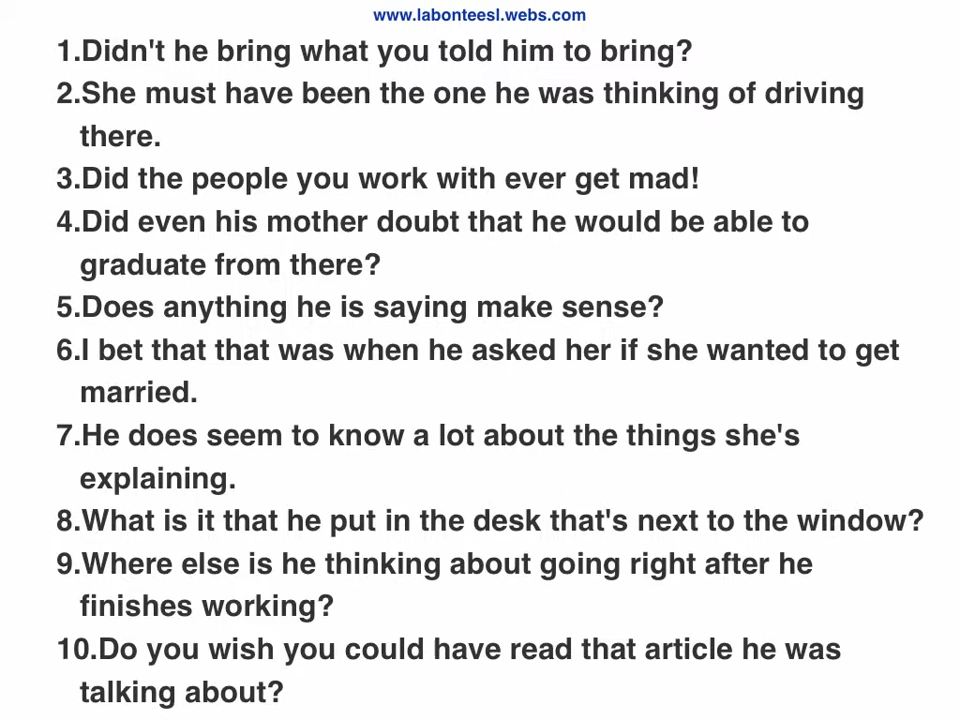 www.labonteesl.webs.com
1.Didn't he bring what you told him to bring?
2.She must have been the one he was thinking of driving
there.
3.Did the people you work with ever get mad!
4.Did even his mother doubt that he would be able to
graduate from there?
5.Does anything he is saying make sense?
6.I bet that that was when he asked her if she wanted to get
married.
7.He does seem to know a lot about the things she's
explaining.
8.What is it that he put in the desk that's next to the window?
9.Where else is he thinking about going right after he
finishes working?
10.Do you wish you could have read that article he was
talking about?